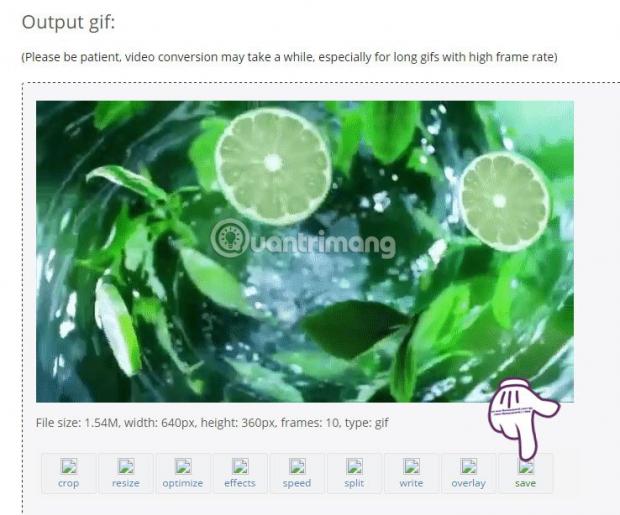 Output gif:
(Please be patient, video conversion may take a while, especially for long gifs with high frame rate)
Quantrimang
File size: 1.54M, width: 640px, height: 360px, frames: 10, type: gif
crop resize optimize effects speed split write overlay save